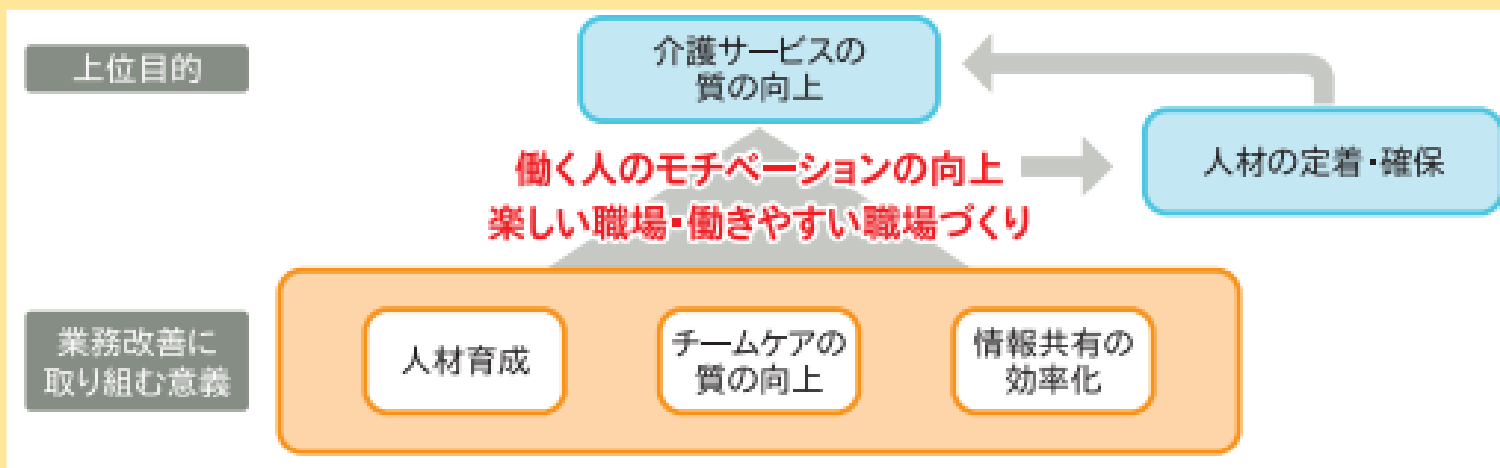 上位目的
介護サービスの
質の向上
働く人のモチベーションの向上
楽しい職場・働きやすい職場づくり
人材の定着・確保
業務改善に
取り組む意義
人材育成
チームケアの
質の向上
情報共有の
効率化